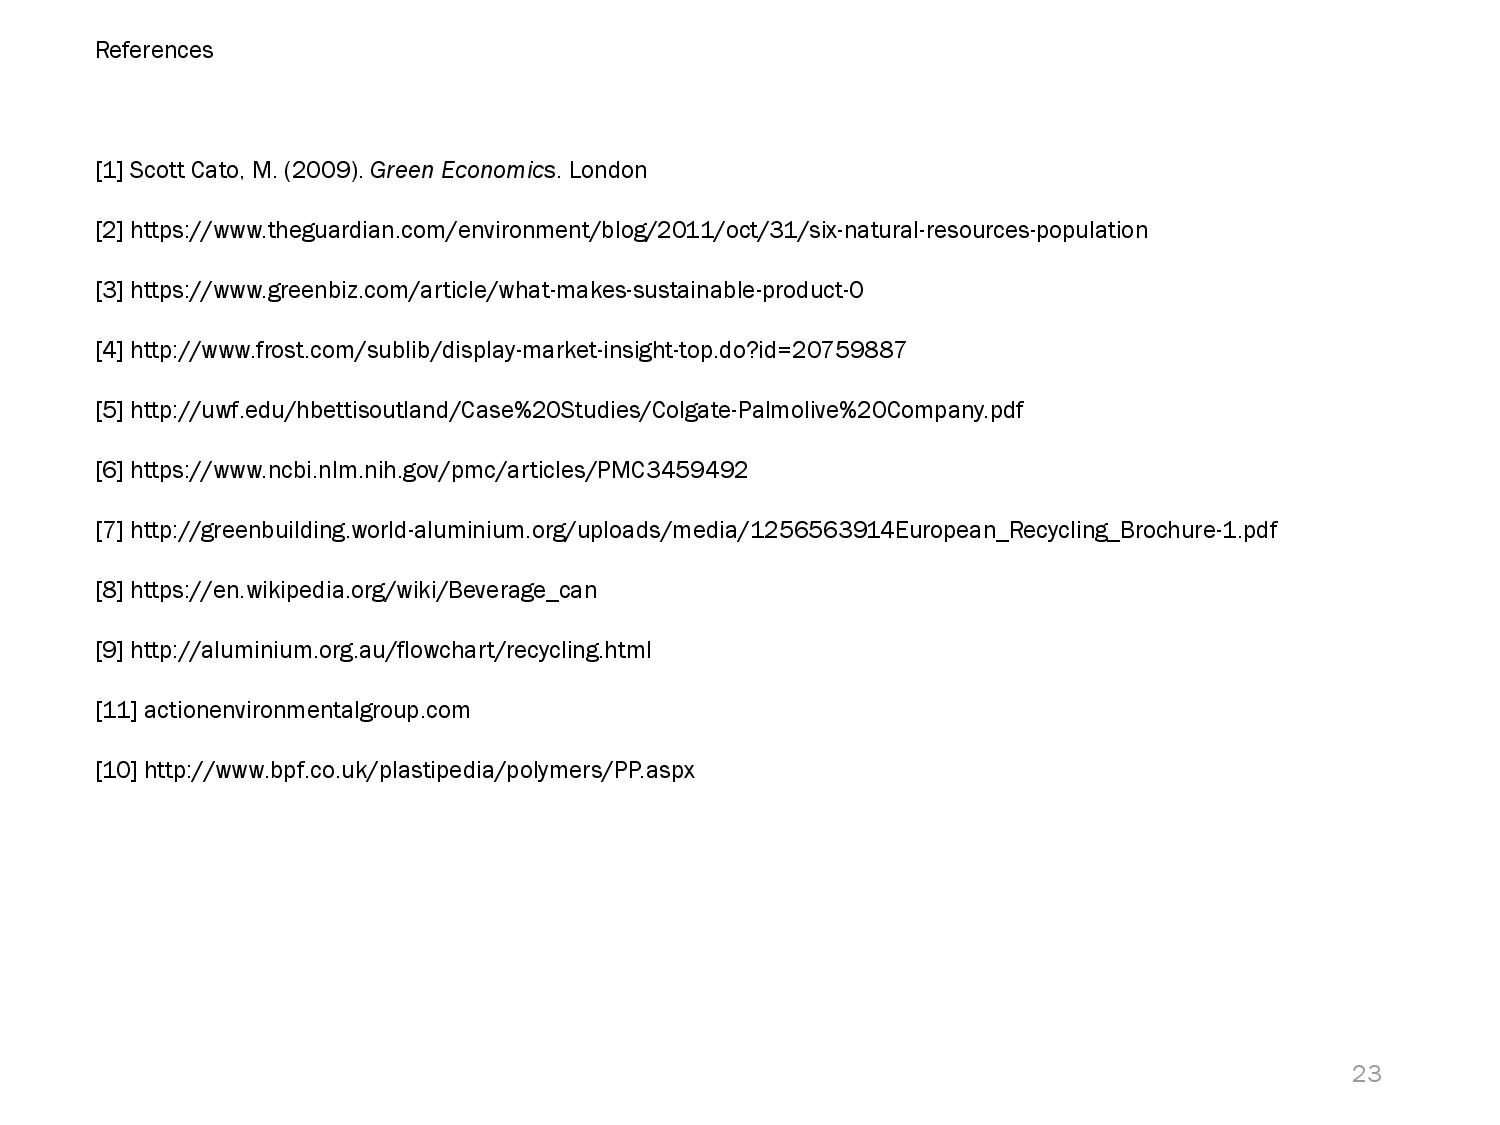 References
[1] Scott Cato, M. (2009). Green Economics. London
[2] https://www.theguardian.com/environment/blog/2011/oct/31/six-natural-resources-population
[3] https://www.greenbiz.com/article/what-makes-sustainable-product-0
[4] http://www.frost.com/sublib/display-market-insight-top.do?id=20759887
[5] http://uwf.edu/hbettisoutland/Case%20Studies/Colgate-Palmolive%20Company.pdf
[6] https://www.ncbi.nlm.nih.gov/pmc/articles/PMC3459492
[7] http://greenbuilding.world-aluminium.org/uploads/media/1256563914European_Recycling_Brochure-1.pdf
[8] https://en.wikipedia.org/wiki/Beverage_can
[9] http://aluminium.org.au/flowchart/recycling.html
[11] actionenvironmentalgroup.com
[10] http://www.bpf.co.uk/plastipedia/polymers/PP.aspx
23